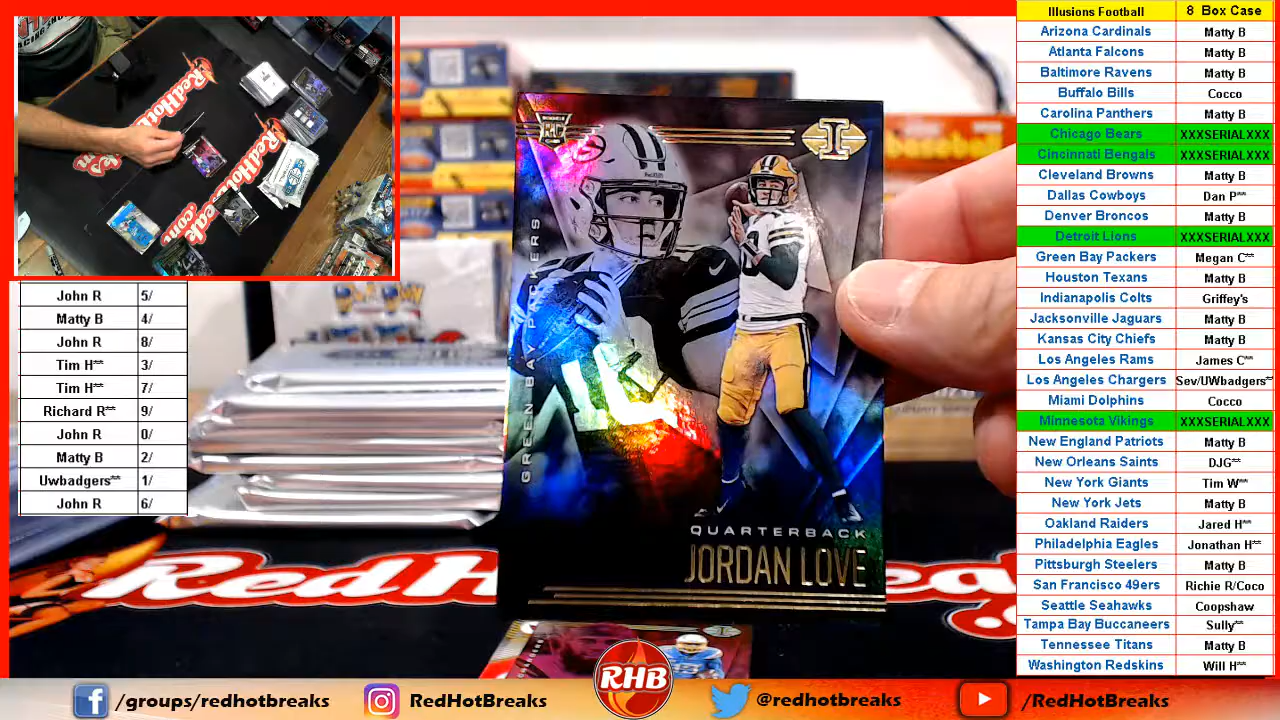 Illusions Football 8 Box Case
Arizona Cardinals Matty B
Atlanta Falcons Matty B
Baltimore Ravens Matty B
Buffalo Bills Cocco
Carolina Panthers Matty B
Chicago Bears XXXSERIALXXX
Cincinnati Bengals XXXSERIALXXX
Cleveland Browns Matty B
Dallas Cowboys Dan P**
Denver Broncos Matty B
Detroit Lions XXXSERIALXXX
Green Bay Packers Megan C**
Houston Texans Matty B
Indianapolis Colts Griffey's
Jacksonville Jaguars Matty B
Kansas City Chiefs Matty B
Los Angeles Rams James C**
Los Angeles Chargers Sev/UWbadgers**
Miami Dolphins Cocco
Minnesota Vikings XXXSERIALXXX
New England Patriots Matty B
New Orleans Saints DJG**
New York Giants Tim W**
New York Jets Matty B
Oakland Raiders Jared H**
Philadelphia Eagles Jonathan H**
Pittsburgh Steelers Matty B
San Francisco 49ers Richie R/Coco
Seattle Seahawks Coopshaw
Tampa Bay Buccaneers Sully**
Tennessee Titans Matty B
Washington Redskins Will H**
John R 5/
Matty B 4/
John R 8/
Tim H** 3/
Tim H** 7/
Richard R** 9/
John R 0/
Matty B 2/
Uwbadgers** 1/
John R 6/
RC
I
GREEN BAY PACKERS
QUARTERBACK
JORDAN LOVE
baseball
RedH
RedHot
RedHot
.com
RHB
/groups/redhotbreaks
RedHotBreaks
@redhotbreaks
/RedHotBreaks